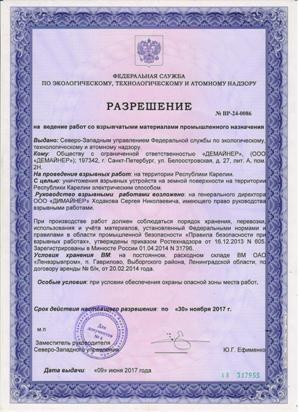 ФЕДЕРАЛЬНАЯ СЛУЖБА
ПО ЭКОЛОГИЧЕСКОМУ, ТЕХНОЛОГИЧЕСКОМУ И АТОМНОМУ НАДЗОРУ
РАЗРЕШЕНИЕ
№ ВР-24-0086
на ведение работ со взрывчатыми материалами промышленного назначения
Выдано: Северо-Западным управлением Федеральной службы по экологическому,
технологическому и атомному надзору
Кому: Обществу с ограниченной ответственностью «ДЕМАЙНЕР», (ООО
«ДЕМАЙНЕР»); 197342, г. Санкт-Петербург, ул. Белоостровская, д. 27, лит. А, пом.
2Н.
На проведение взрывных работ: на территории Республики Карелии.
С целью: уничтожения взрывных устройств на земной поверхности на территории
Республики Карелии электрическим способом.
Руководство взрывными работами возложено: на генерального директора
ООО «ДИМАЙНЕР» Ходакова Сергея Николаевича, имеющего право руководства
взрывными работами.
При производстве работ должны соблюдаться порядок хранения, перевозки,
использования и учёта материалов, установленный Федеральными нормами и
правилами в области промышленной безопасности «Правила безопасности при
взрывных работах», утверждены приказом Ростехнадзора от 16.12.2013 N 605.
Зарегистрировано в Минюсте России 01.04.2014 N 31796.
Условия хранения ВМ: на постоянном, расходном складе ВМ ОАО
«Ленвзрывпром», п. Гаврилово, Выборгского района, Ленинградской области, по
договору аренды № б/н, от 20.02.2014 года.
Особые условия: при условии обеспечения охраны опасной зоны места работ.
Срок действия настоящего разрешения: по «30» ноября 2017 г.
м.п
Для
документов
Заместитель руководителя
Северо-Западного управления
Ю.Г. Ефименко
Дата выдачи: «09» июня 2017 года
АВ 317955